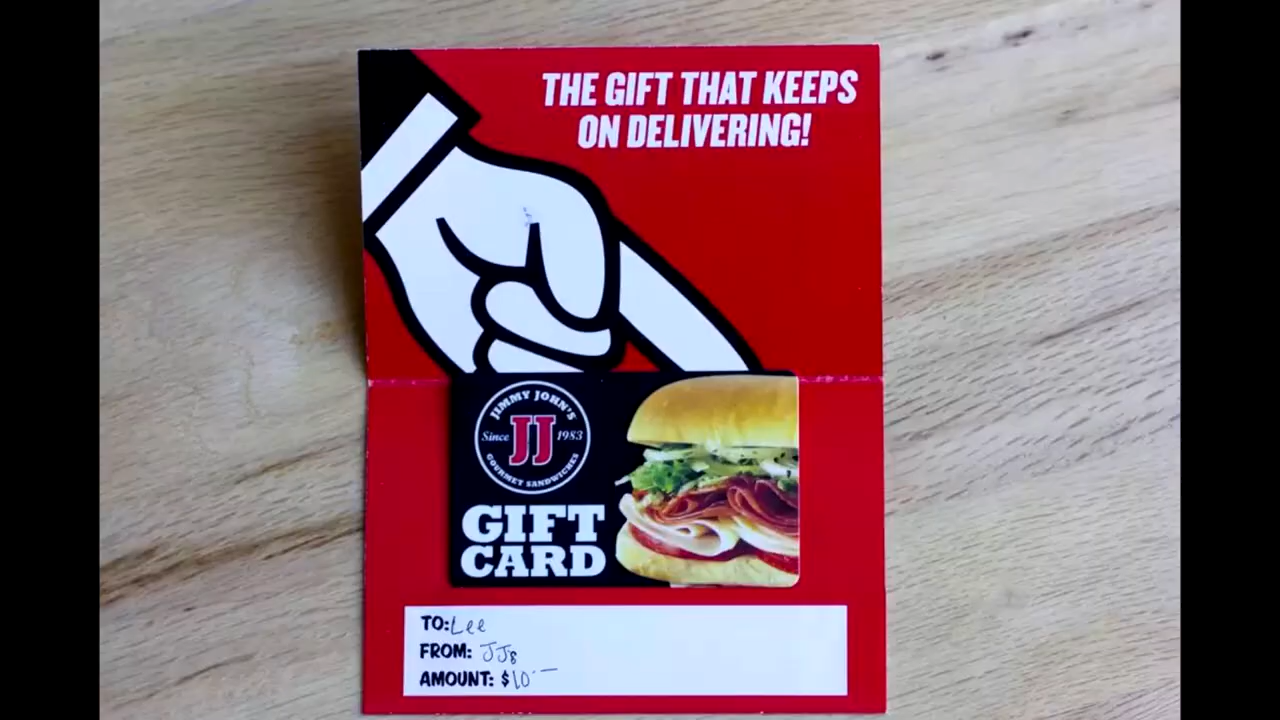 THE GIFT THAT KEEPS
ON DELIVERING!
JIMMY JOHN'S
Since JJ 1983
GOURMET SANDWICHES
GIFT
CARD
TO: Lee
FROM: JJs
AMOUNT: $10.—